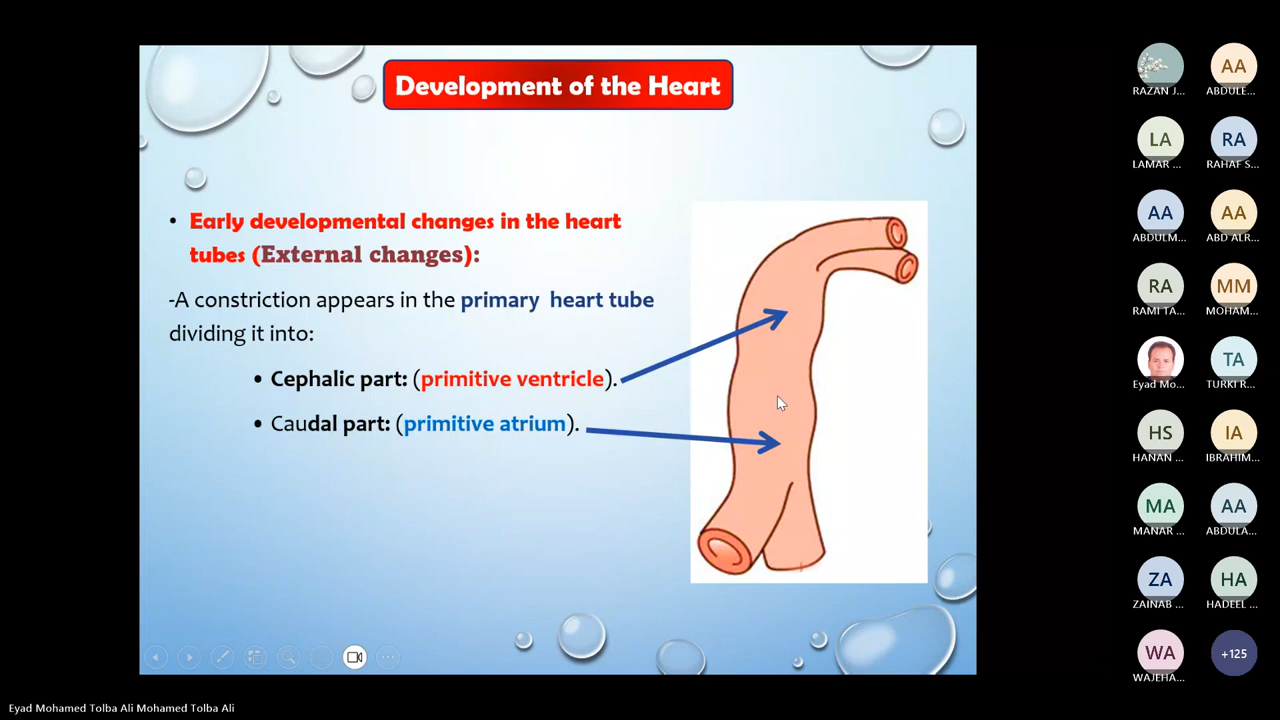 Development of the Heart
• Early developmental changes in the heart
tubes (External changes):
-A constriction appears in the primary heart tube
dividing it into:
• Cephalic part: (primitive ventricle).
• Caudal part: (primitive atrium).
RAZAN J...
AA
ABDULE...
LA
LAMAR ...
RA
RAHAF S...
AA
ABDULM...
AA
ABD ALR...
RA
RAMI TA...
MM
MOHAM...
Eyad Mo...
TA
TURKI R...
HS
HANAN ...
IA
IBRAHIM...
MA
MANAR ...
AA
ABDULA...
ZA
ZAINAB ...
HA
HADEEL ...
WA
WAJEHA...
+125
Eyad Mohamed Tolba Ali Mohamed Tolba Ali